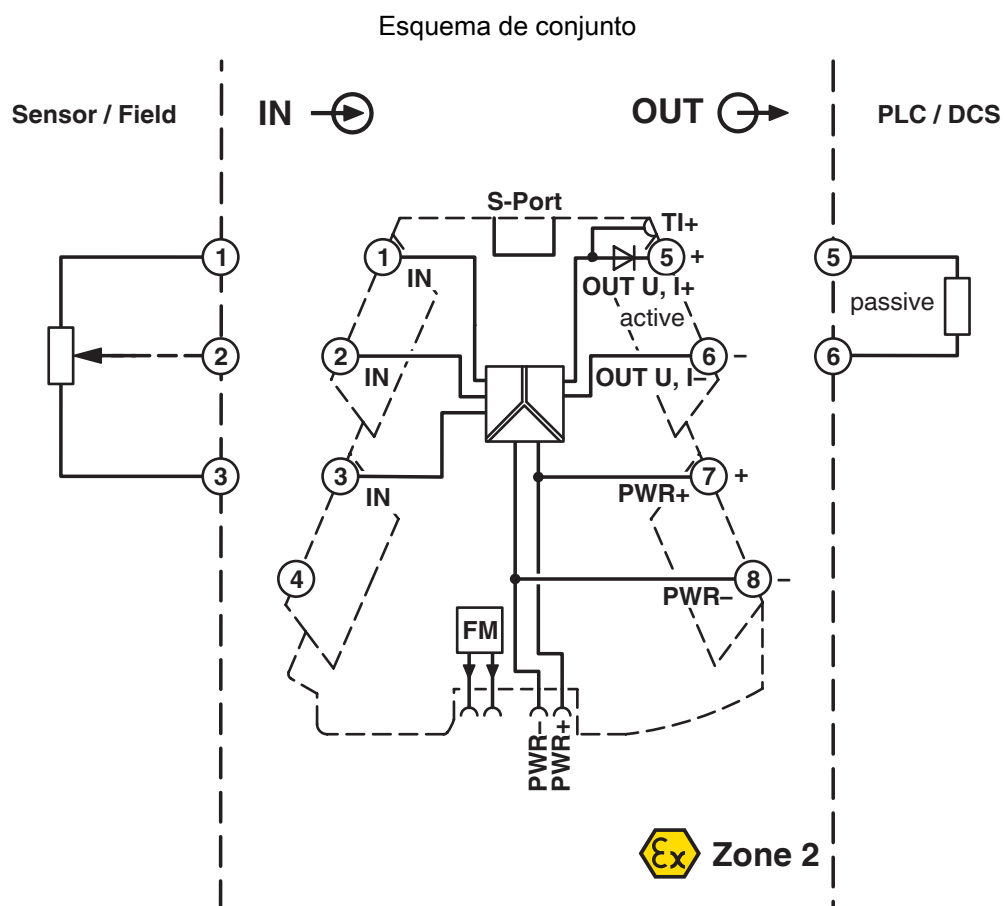 Esquema de conjunto
Sensor / Field
IN
OUT
PLC / DCS
S-Port
TI+
1
1
5
+
5
IN
OUT U, I+
active
passive
2
2
6
–
6
IN
OUT U, I–
3
3
7
+
IN
PWR+
4
8
–
PWR–
FM
PWR–
PWR+
Ex Zone 2